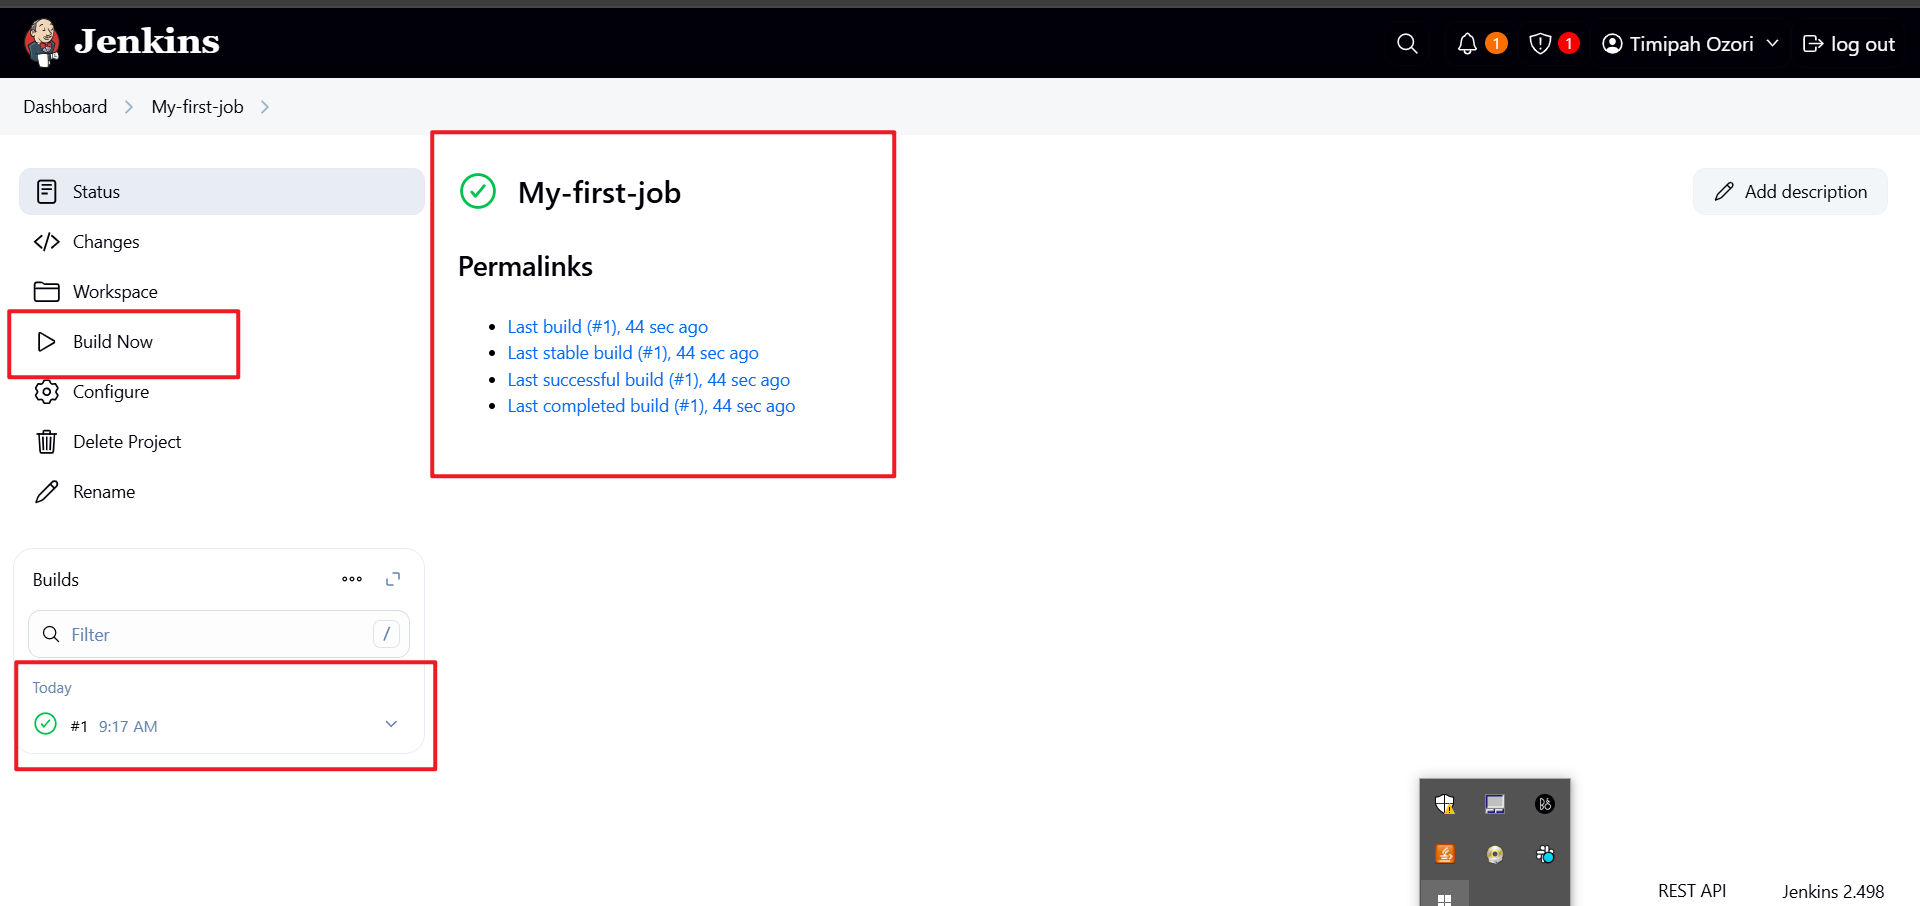 Jenkins
1
1
Timipah Ozori
log out
Dashboard
My-first-job
Status
Changes
Workspace
Build Now
Configure
Delete Project
Rename
My-first-job
Permalinks
Last build (#1), 44 sec ago
Last stable build (#1), 44 sec ago
Last successful build (#1), 44 sec ago
Last completed build (#1), 44 sec ago
Add description
Builds
Filter
/
Today
#1 9:17 AM
REST API
Jenkins 2.498